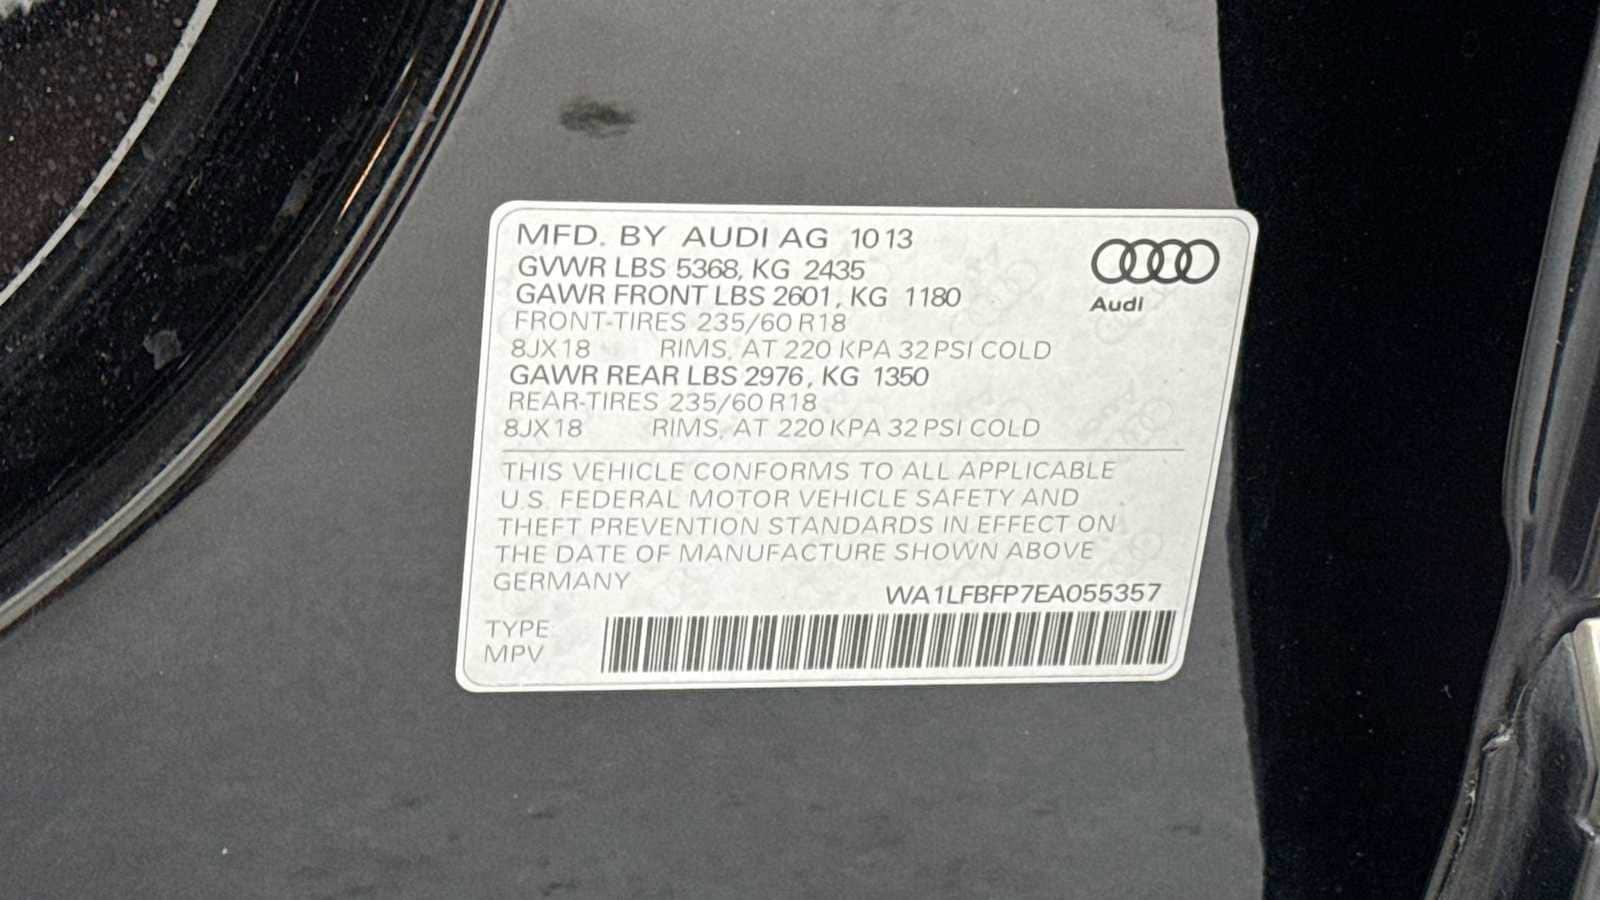 MFD. BY AUDI AG 10 13
GVWR LBS 5368, KG 2435
GAWR FRONT LBS 2601, KG 1180
FRONT-TIRES 235/60 R18
8JX18 RIMS, AT 220 KPA 32 PSI COLD
GAWR REAR LBS 2976, KG 1350
REAR-TIRES 235/60 R18
8JX18 RIMS, AT 220 KPA 32 PSI COLD
Audi
THIS VEHICLE CONFORMS TO ALL APPLICABLE
U.S. FEDERAL MOTOR VEHICLE SAFETY AND
THEFT PREVENTION STANDARDS IN EFFECT ON
THE DATE OF MANUFACTURE SHOWN ABOVE
GERMANY
WA1LFBFP7EA055357
TYPE:
MPV